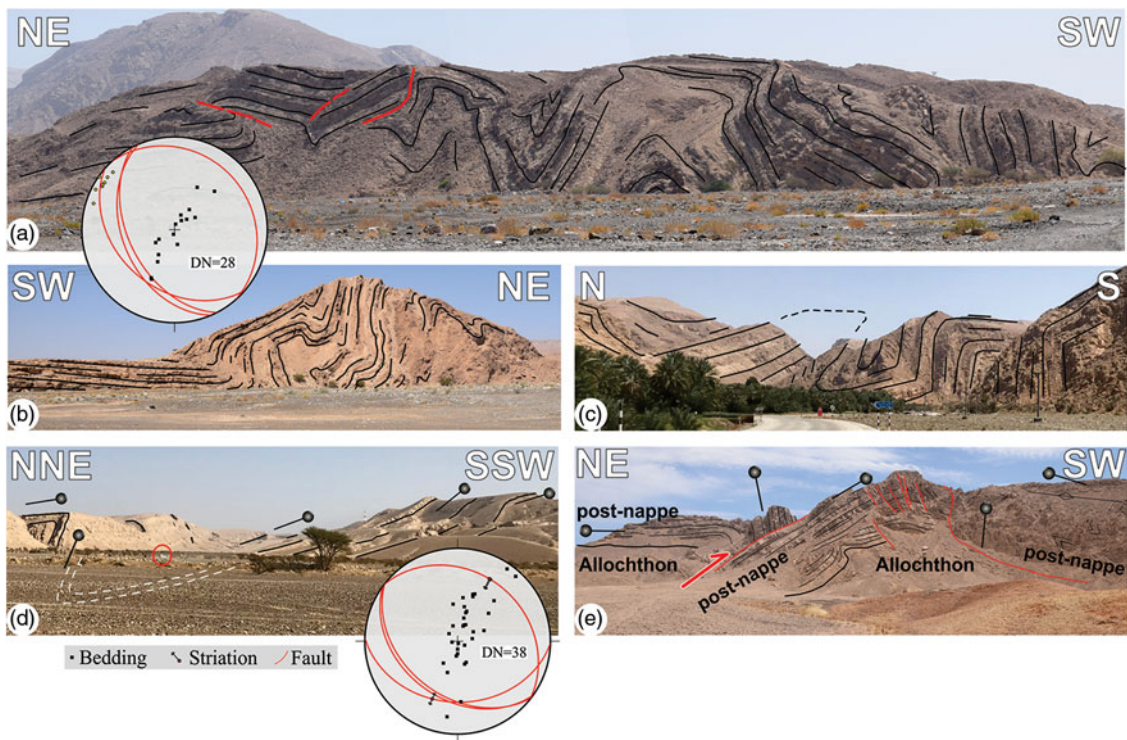 NE SW
(a)
DN=28
SW NE
(b)
N S
(c)
NNE SSW
(d)
DN=38
NE SW
post-nappe
Allochthon
post-nappe
Allochthon
post-nappe
(e)
Bedding Striation Fault